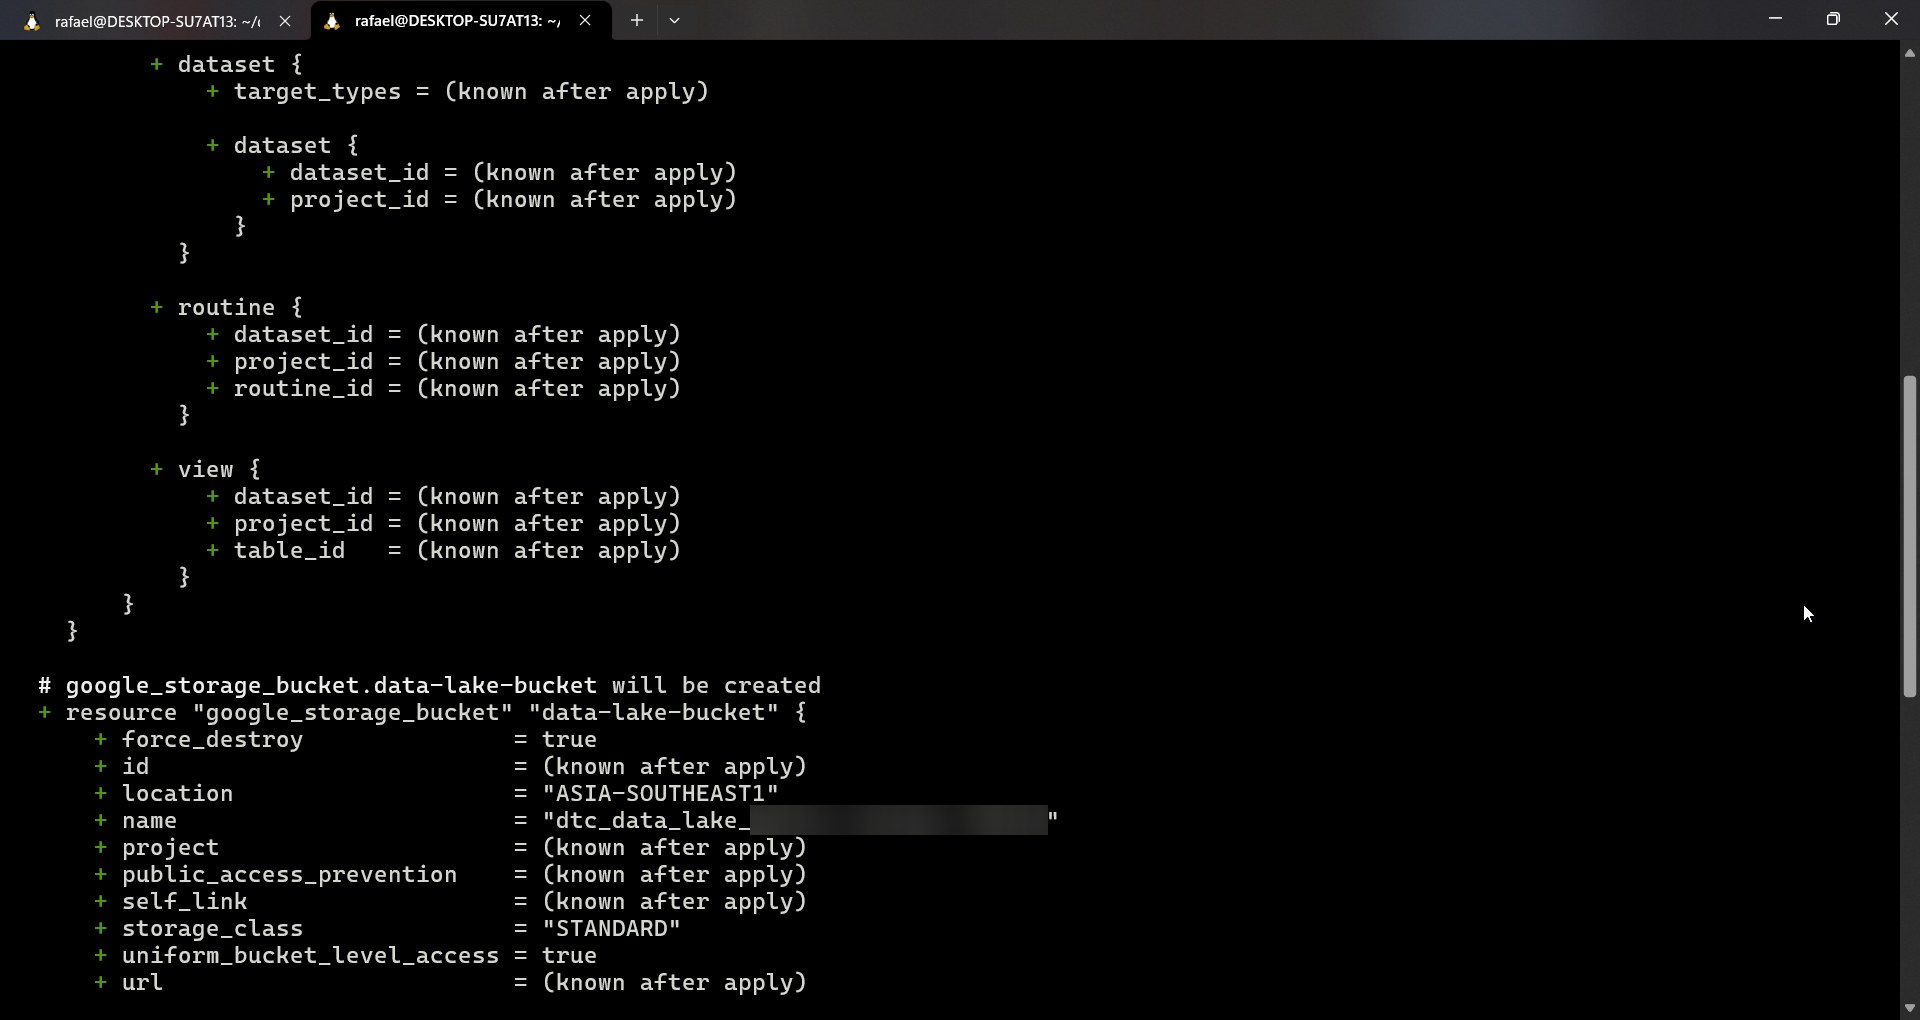 rafael@DESKTOP-SU7AT13: ~/
rafael@DESKTOP-SU7AT13: ~/
+ dataset {
+ target_types = (known after apply)
+ dataset {
+ dataset_id = (known after apply)
+ project_id = (known after apply)
}
}
+ routine {
+ dataset_id = (known after apply)
+ project_id = (known after apply)
+ routine_id = (known after apply)
}
+ view {
+ dataset_id = (known after apply)
+ project_id = (known after apply)
+ table_id   = (known after apply)
}
}
}
# google_storage_bucket.data-lake-bucket will be created
+ resource "google_storage_bucket" "data-lake-bucket" {
+ force_destroy               = true
+ id                          = (known after apply)
+ location                    = "ASIA-SOUTHEAST1"
+ name                        = "dtc_data_lake_                     "
+ project                     = (known after apply)
+ public_access_prevention    = (known after apply)
+ self_link                   = (known after apply)
+ storage_class               = "STANDARD"
+ uniform_bucket_level_access = true
+ url                         = (known after apply)